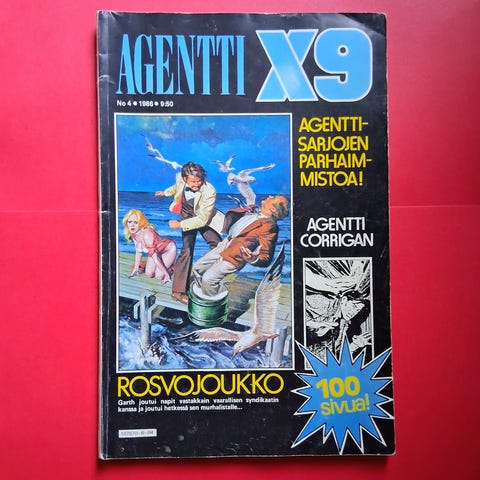 AGENTTI X9
No 4 • 1986 • 9:60
AGENTTI-
SARJOJEN
PARHAIM-
MISTOA!
AGENTTI
CORRIGAN
ROSVOJOUKKO
Garth joutui napit vastakkain vaarallisen syndikaatin
kanssa ja joutui hetkessä sen murhalistalle...
100
sivua!